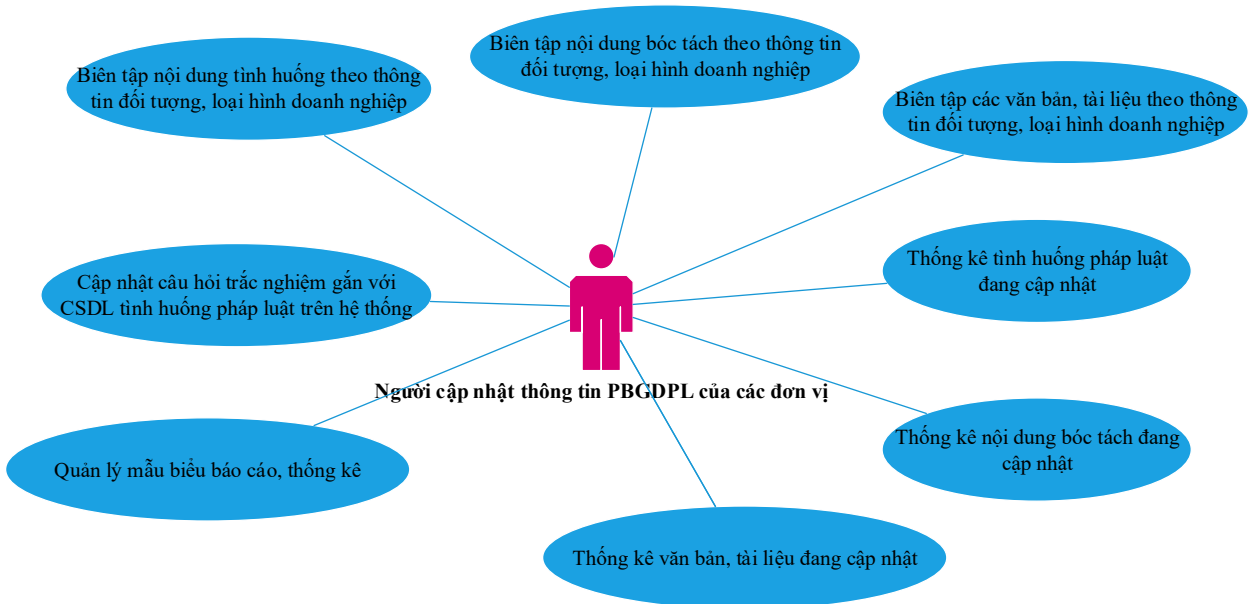 Biên tập nội dung tình huống theo thông
tin đối tượng, loại hình doanh nghiệp
Biên tập nội dung bóc tách theo thông tin
đối tượng, loại hình doanh nghiệp
Biên tập các văn bản, tài liệu theo thông
tin đối tượng, loại hình doanh nghiệp
Cập nhật câu hỏi trắc nghiệm gắn với
CSDL tình huống pháp luật trên hệ thống
Thống kê tình huống pháp luật
đang cập nhật
Người cập nhật thông tin PBGDPL của các đơn vị
Quản lý mẫu biểu báo cáo, thống kê
Thống kê nội dung bóc tách đang
cập nhật
Thống kê văn bản, tài liệu đang cập nhật